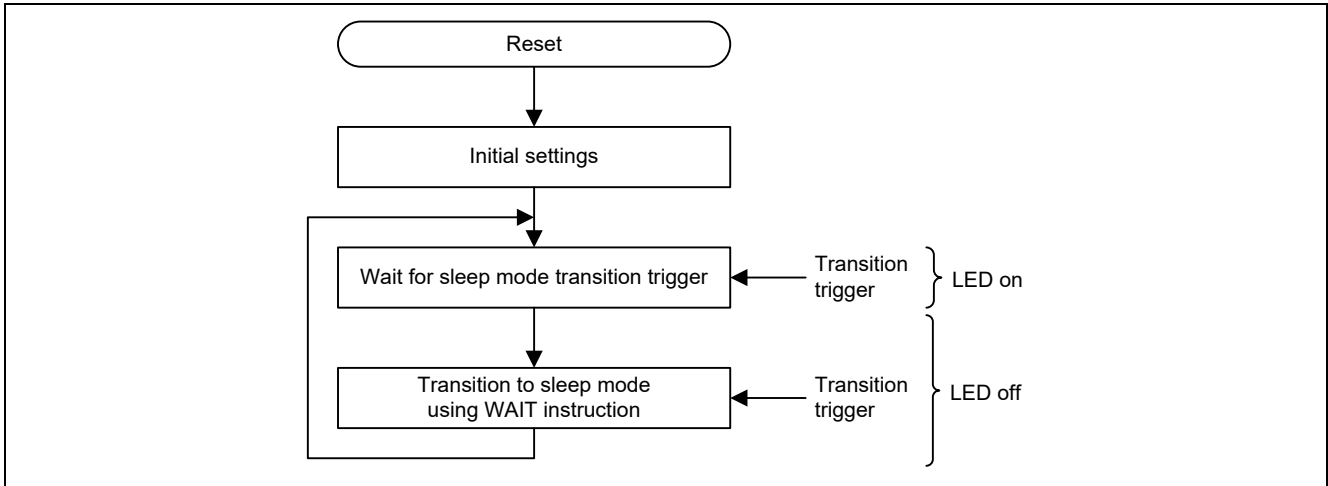 Reset
Initial settings
Wait for sleep mode transition trigger
Transition
trigger
LED on
Transition to sleep mode
using WAIT instruction
Transition
trigger
LED off